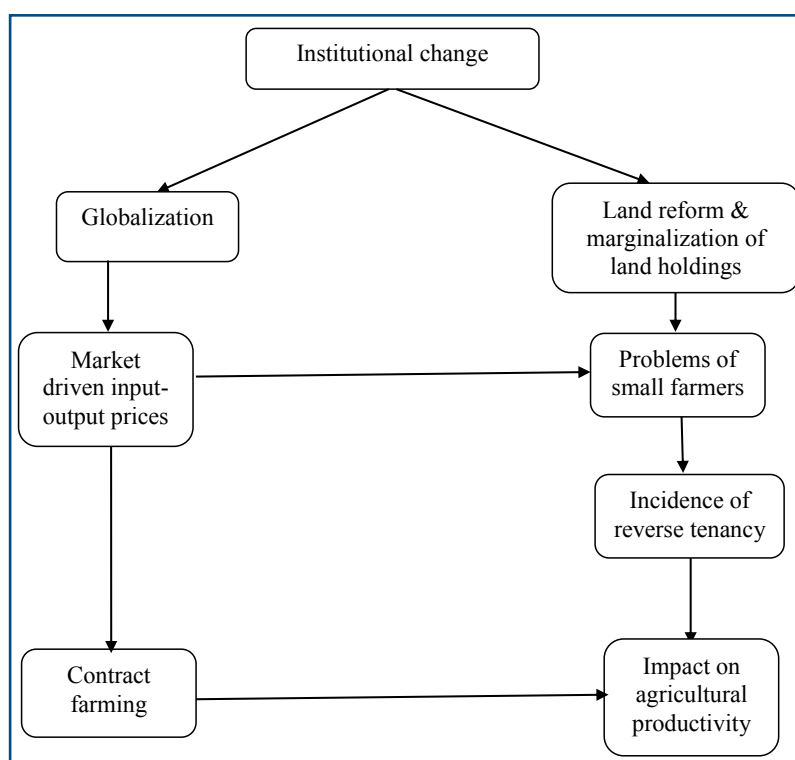 Institutional change
Globalization
Land reform &
marginalization of
land holdings
Market
driven input-
output prices
Problems of
small farmers
Incidence of
reverse tenancy
Contract
farming
Impact on
agricultural
productivity